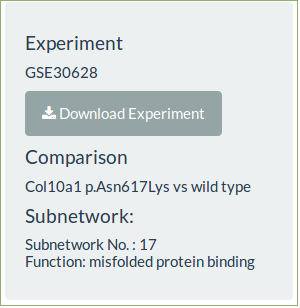 Experiment
GSE30628
Download Experiment
Comparison
Col10a1 p.Asn617Lys vs wild type
Subnetwork:
Subnetwork No. : 17
Function: misfolded protein binding